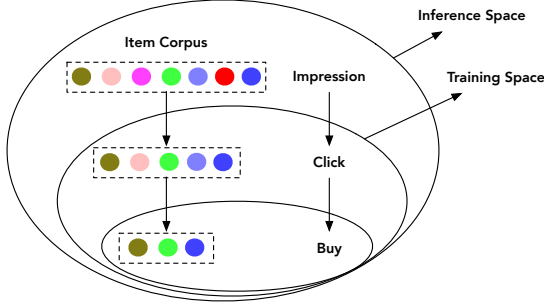 Inference Space
Item Corpus
Impression
Training Space
Click
Buy